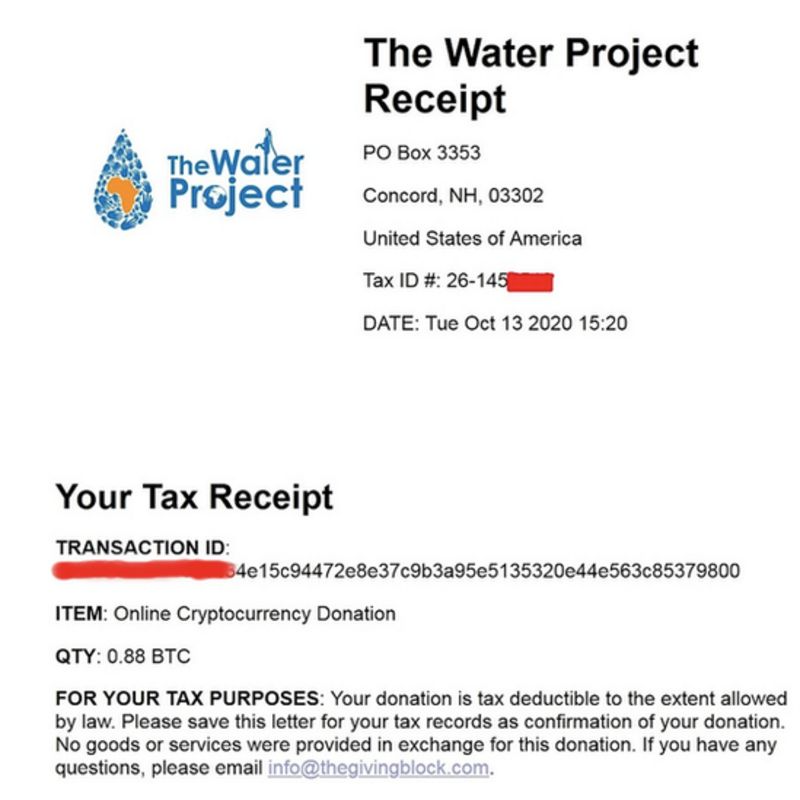 The Water Project
Receipt
The Water
Project
PO Box 3353
Concord, NH, 03302
United States of America
Tax ID #: 26-145
DATE: Tue Oct 13 2020 15:20
Your Tax Receipt
TRANSACTION ID:
4e15c94472e8e37c9b3a95e5135320e44e563c85379800
ITEM: Online Cryptocurrency Donation
QTY: 0.88 BTC
FOR YOUR TAX PURPOSES: Your donation is tax deductible to the extent allowed
by law. Please save this letter for your tax records as confirmation of your donation.
No goods or services were provided in exchange for this donation. If you have any
questions, please email info@thegivingblock.com.